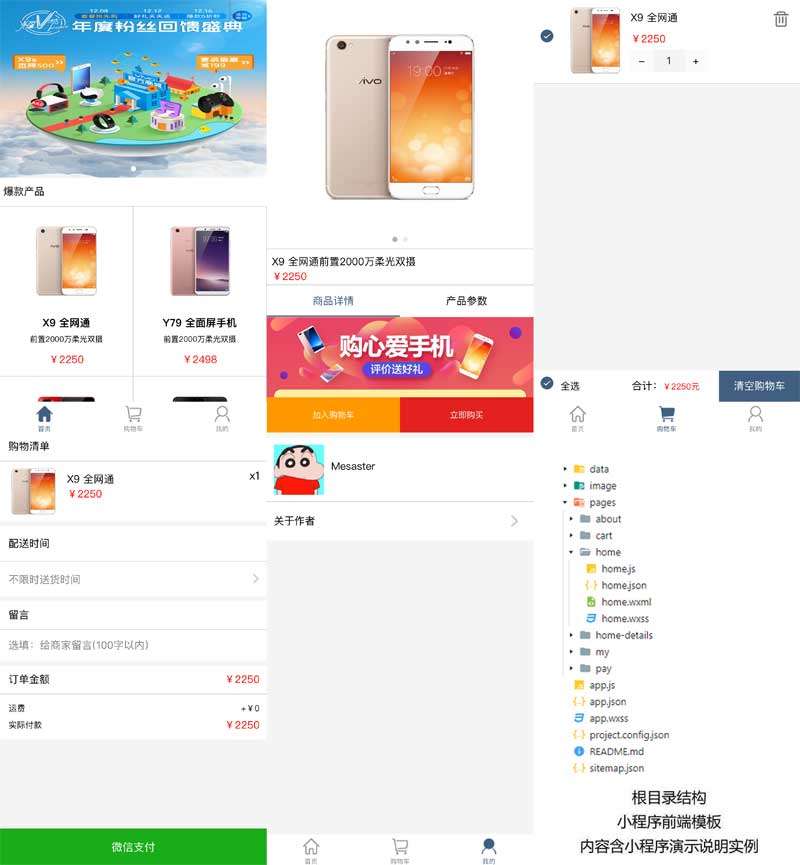 12.08
12.12
12.16
年度粉丝回馈盛典
X9s
直降500
爆款产品
X9 全网通
前置2000万柔光双摄
¥ 2250
Y79 全面屏手机
前置2000万柔光双摄
¥ 2498
首页
购物车
我的
购物清单
X9 全网通
x1
¥ 2250
配送时间
不限时送货时间
留言
选填：给商家留言(100字以内)
订单金额
¥ 2250
运费
+¥0
实际付款
¥ 2250
微信支付
vivo
19:00
X9 全网通前置2000万柔光双摄
¥ 2250
商品详情
产品参数
购心爱手机
评价送好礼
加入购物车
立即购买
Mesaster
关于作者
首页
购物车
我的
X9 全网通
¥ 2250
− 1 +
全选
合计：¥ 2250元
清空购物车
首页
购物车
我的
data
image
pages
about
cart
home
home.js
home.json
home.wxml
home.wxss
home-details
my
pay
app.js
app.json
app.wxss
project.config.json
README.md
sitemap.json
根目录结构
小程序前端模板
内容含小程序演示说明实例